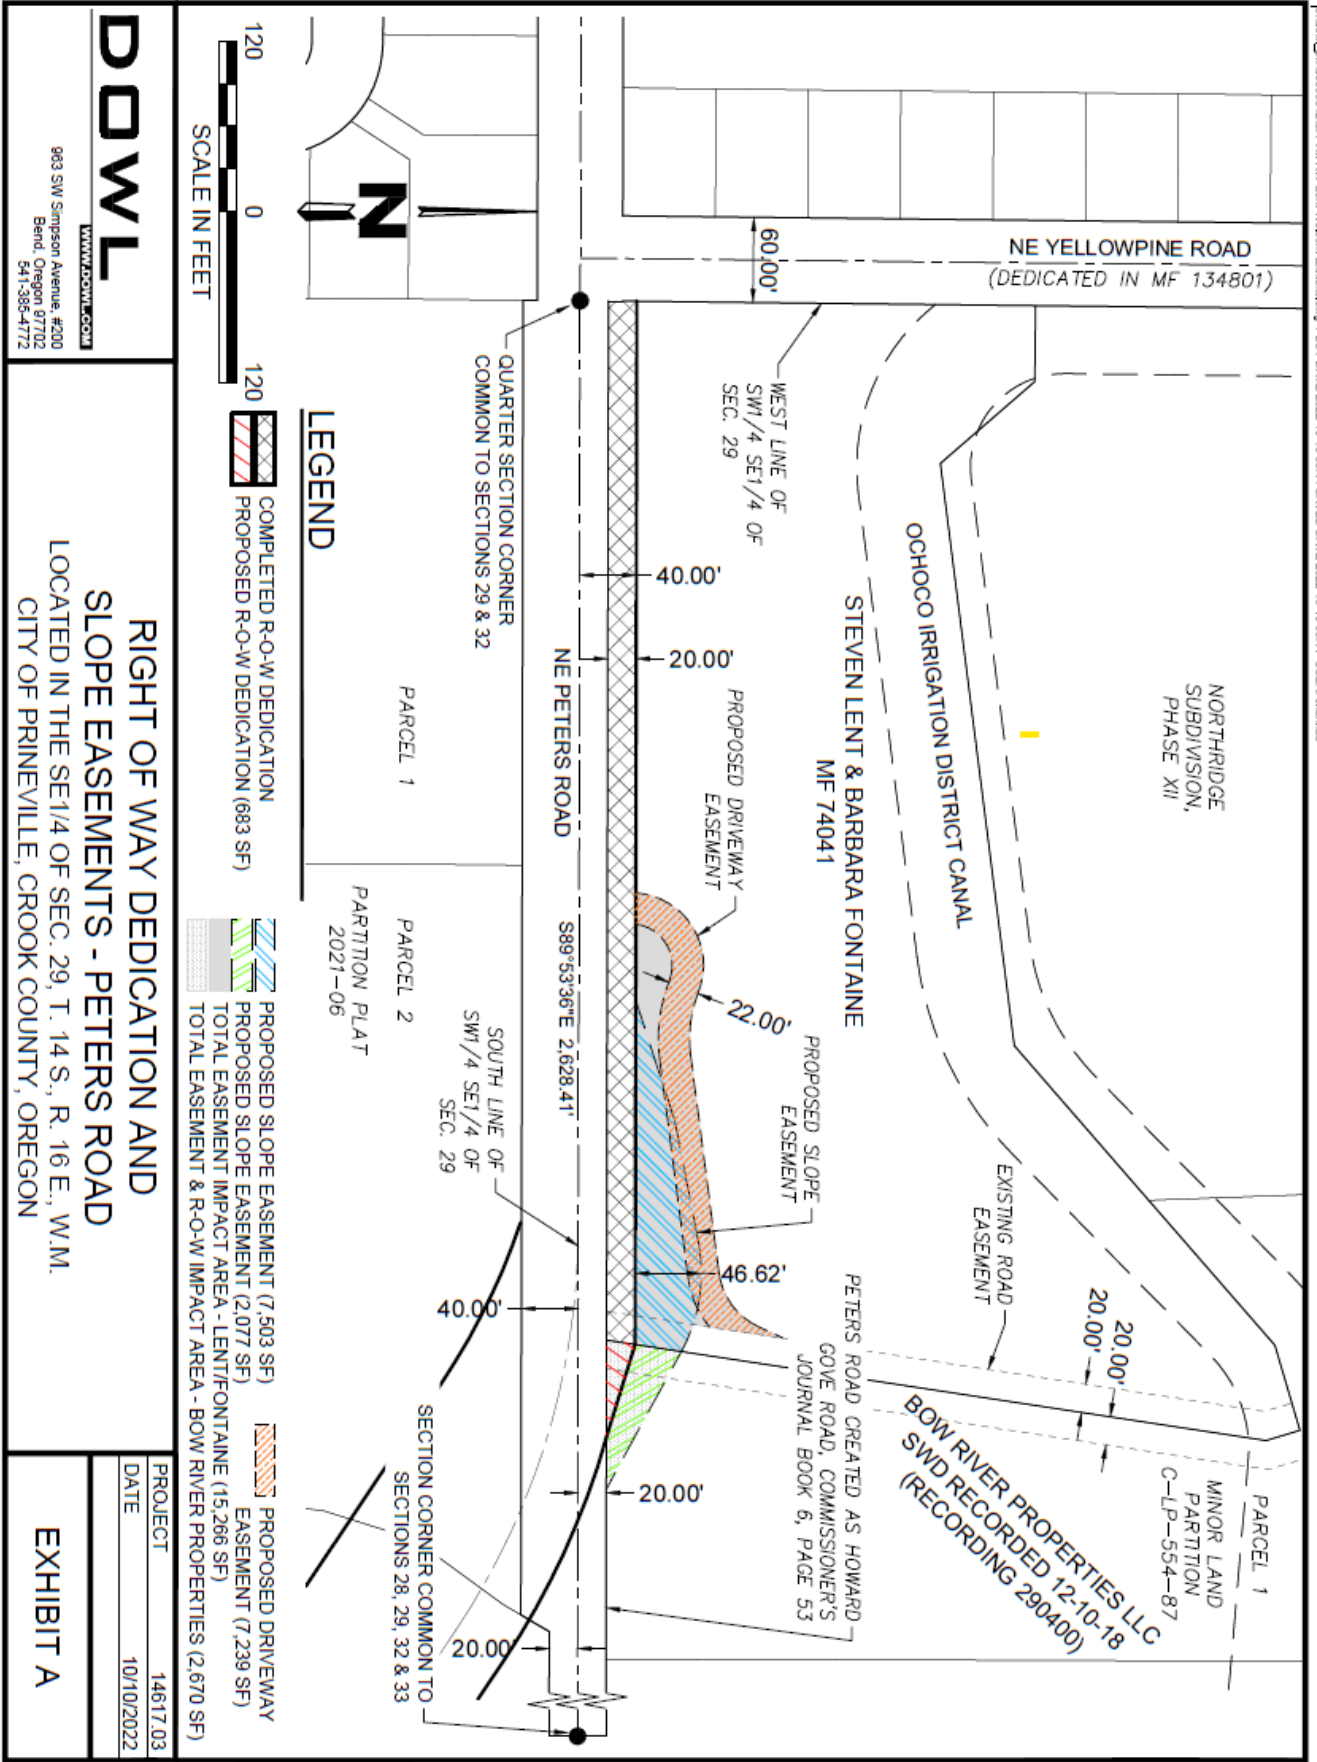 NE YELLOWPINE ROAD
(DEDICATED IN MF 134801)
60.00'
WEST LINE OF
SW1/4 SE1/4 OF
SEC. 29
OCHOCO IRRIGATION DISTRICT CANAL
NORTHRIDGE
SUBDIVISION,
PHASE XII
STEVEN LENT & BARBARA FONTAINE
MF 74041
QUARTER SECTION CORNER
COMMON TO SECTIONS 29 & 32
40.00'
20.00'
NE PETERS ROAD
S89°53'36"E 2,628.41'
PROPOSED DRIVEWAY
EASEMENT
22.00'
PROPOSED SLOPE
EASEMENT
46.62'
EXISTING ROAD
EASEMENT
20.00'
20.00'
PARCEL 1
PARCEL 2
PARTITION PLAT
2021-06
SOUTH LINE OF
SW1/4 SE1/4 OF
SEC. 29
40.00'
PETERS ROAD CREATED AS HOWARD
GOVE ROAD, COMMISSIONER'S
JOURNAL BOOK 6, PAGE 53
BOW RIVER PROPERTIES LLC
SWD RECORDED 12-10-18
(RECORDING 290400)
PARCEL 1
MINOR LAND
PARTITION
C-LP-554-87
20.00'
20.00'
SECTION CORNER COMMON TO
SECTIONS 28, 29, 32 & 33
N
120 0 120
SCALE IN FEET
LEGEND
COMPLETED R-O-W DEDICATION
PROPOSED R-O-W DEDICATION (683 SF)
PROPOSED SLOPE EASEMENT (7,503 SF)
PROPOSED SLOPE EASEMENT (2,077 SF)
TOTAL EASEMENT IMPACT AREA - LENT/FONTAINE (15,266 SF)
TOTAL EASEMENT & R-O-W IMPACT AREA - BOW RIVER PROPERTIES (2,670 SF)
PROPOSED DRIVEWAY
EASEMENT (7,239 SF)
DOWL
WWW.DOWL.COM
963 SW Simpson Avenue, #200
Bend, Oregon 97702
541-385-4772
RIGHT OF WAY DEDICATION AND
SLOPE EASEMENTS - PETERS ROAD
LOCATED IN THE SE1/4 OF SEC. 29, T. 14 S., R. 16 E., W.M.
CITY OF PRINEVILLE, CROOK COUNTY, OREGON
PROJECT 14617.03
DATE 10/10/2022
EXHIBIT A